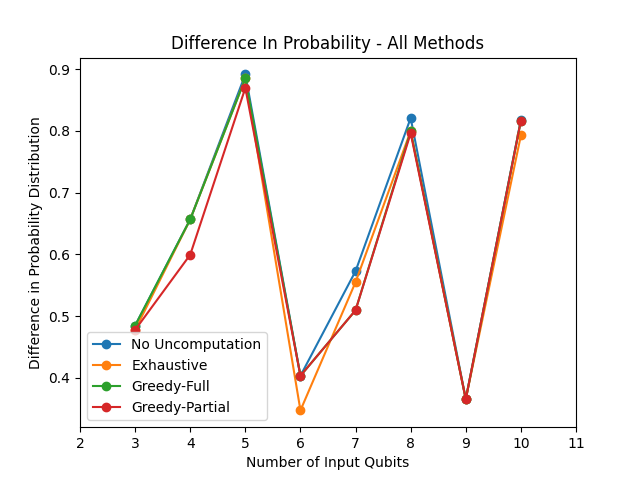 Difference In Probability - All Methods
Difference in Probability Distribution
0.9
0.8
0.7
0.6
0.5
0.4
No Uncomputation
Exhaustive
Greedy-Full
Greedy-Partial
2 3 4 5 6 7 8 9 10 11
Number of Input Qubits